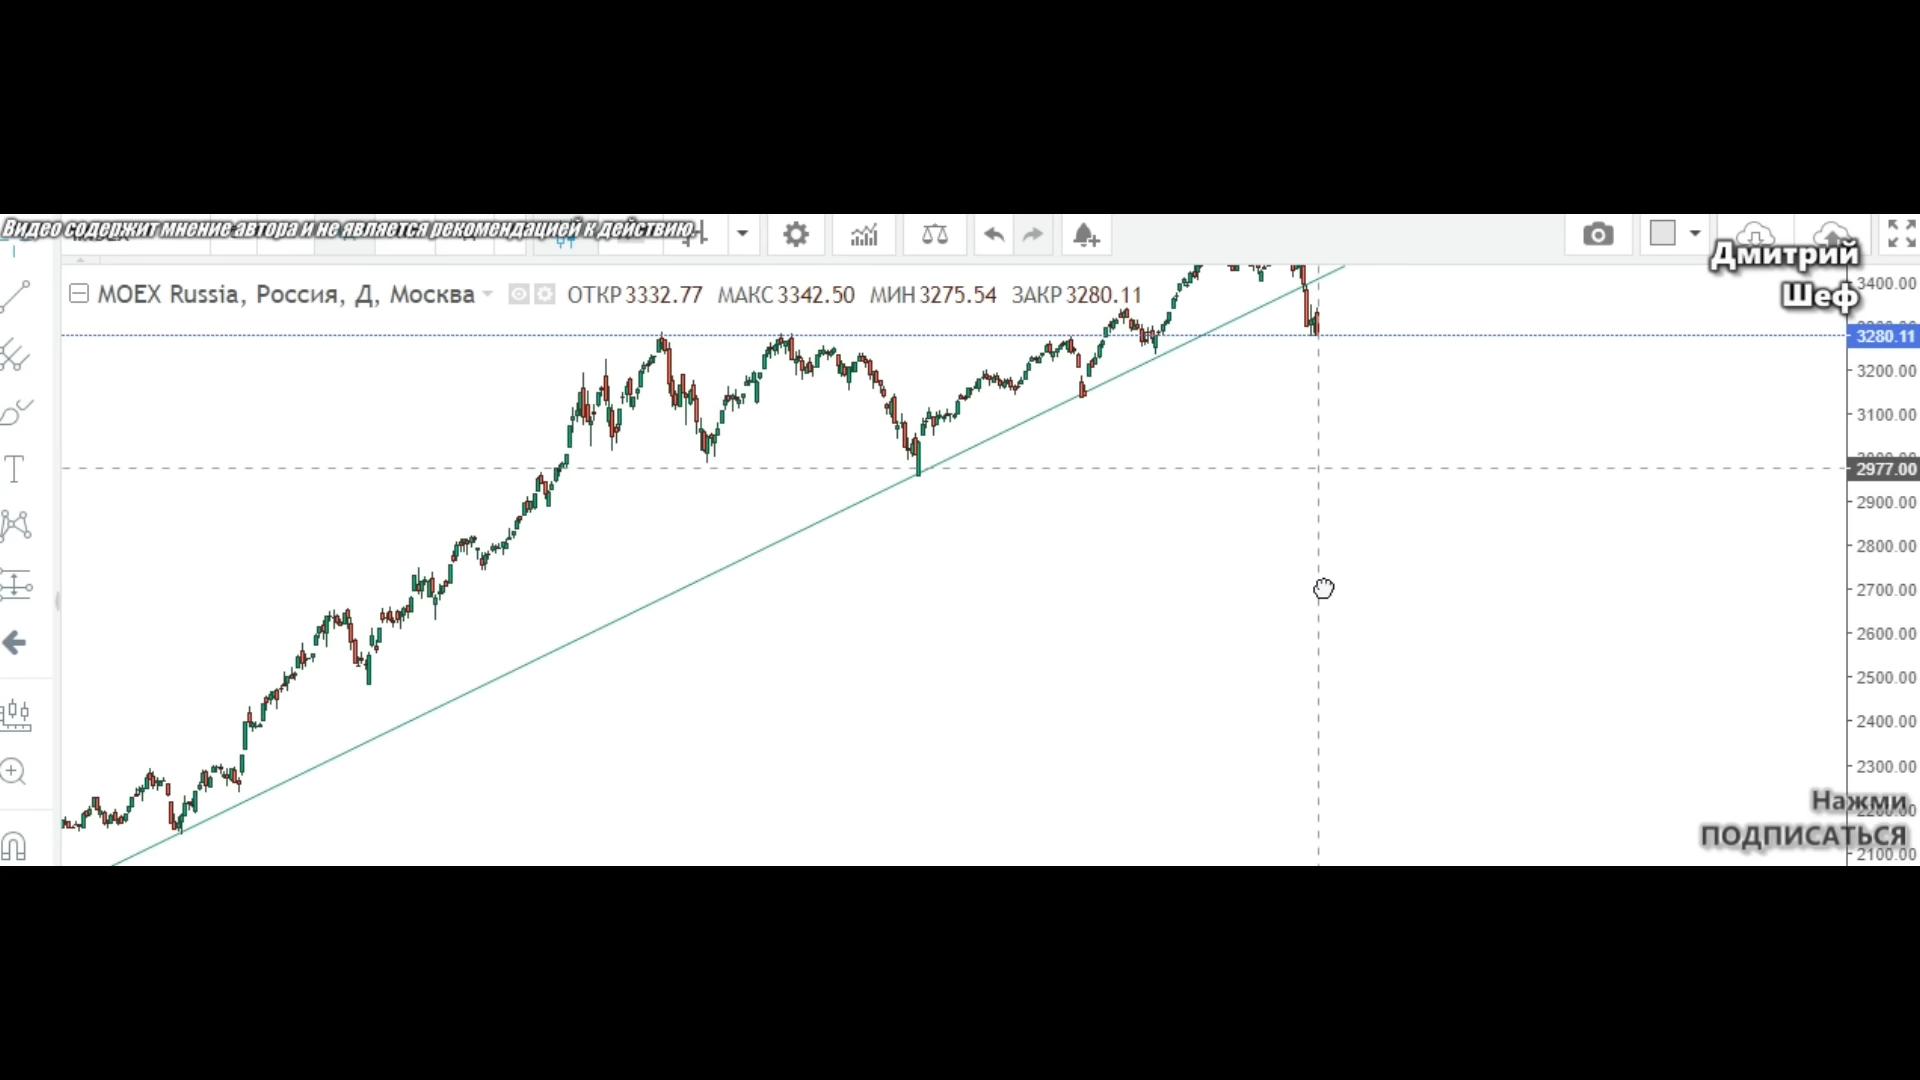 Видео содержит мнение автора и не является рекомендацией к действию.
Дмитрий
Шеф
MOEX Russia, Россия, Д, Москва ОТКР 3332.77 МАКС 3342.50 МИН 3275.54 ЗАКР 3280.11
3400.00
3280.11
3200.00
3100.00
2977.00
2900.00
2800.00
2700.00
2600.00
2500.00
2400.00
2300.00
Нажми
2200.00
ПОДПИСАТЬСЯ
2100.00
T